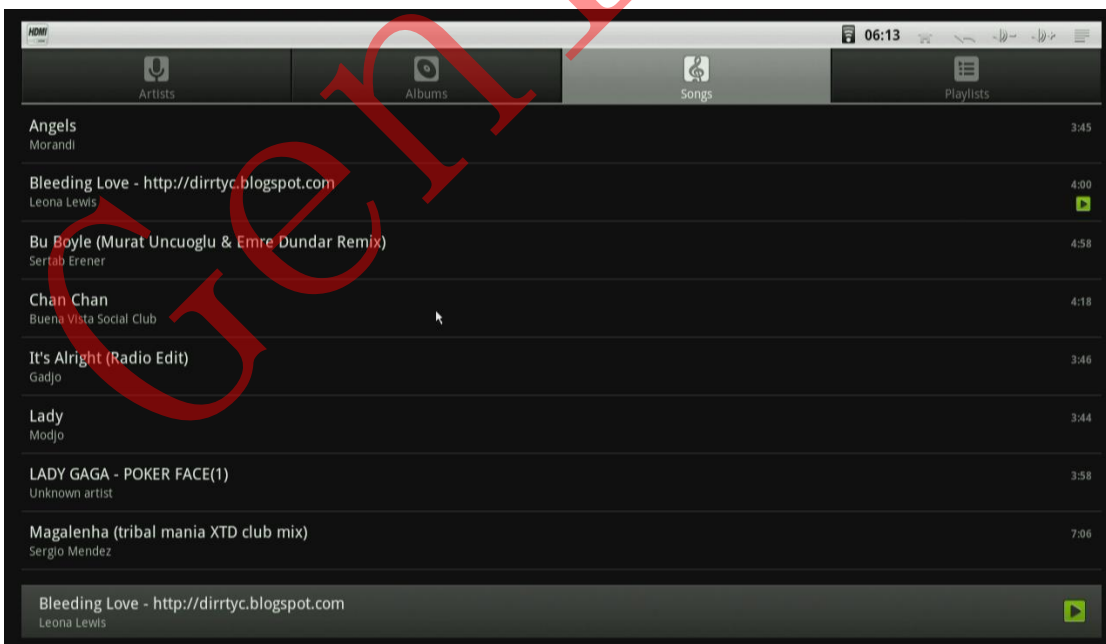 HDMI
06:13
Artists
Albums
Songs
Playlists
Angels
3:45
Morandi
Bleeding Love - http://dirrtyc.blogspot.com
4:00
Leona Lewis
Bu Boyle (Murat Uncuoglu & Emre Dundar Remix)
4:58
Sertab Erener
Chan Chan
4:18
Buena Vista Social Club
It's Alright (Radio Edit)
3:46
Gadjo
Lady
3:44
Modjo
LADY GAGA - POKER FACE(1)
3:58
Unknown artist
Magalenha (tribal mania XTD club mix)
7:06
Sergio Mendez
Bleeding Love - http://dirrtyc.blogspot.com
Leona Lewis
Gen